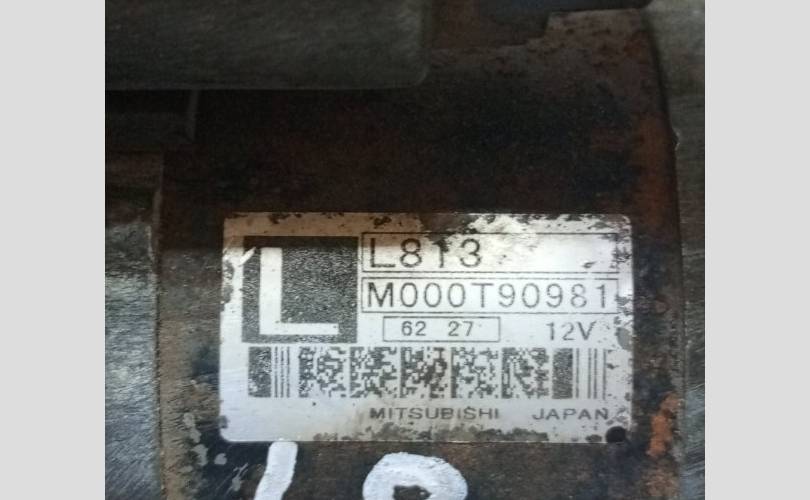 L
L813
M000T90981
62 27
12V
MITSUBISHI JAPAN